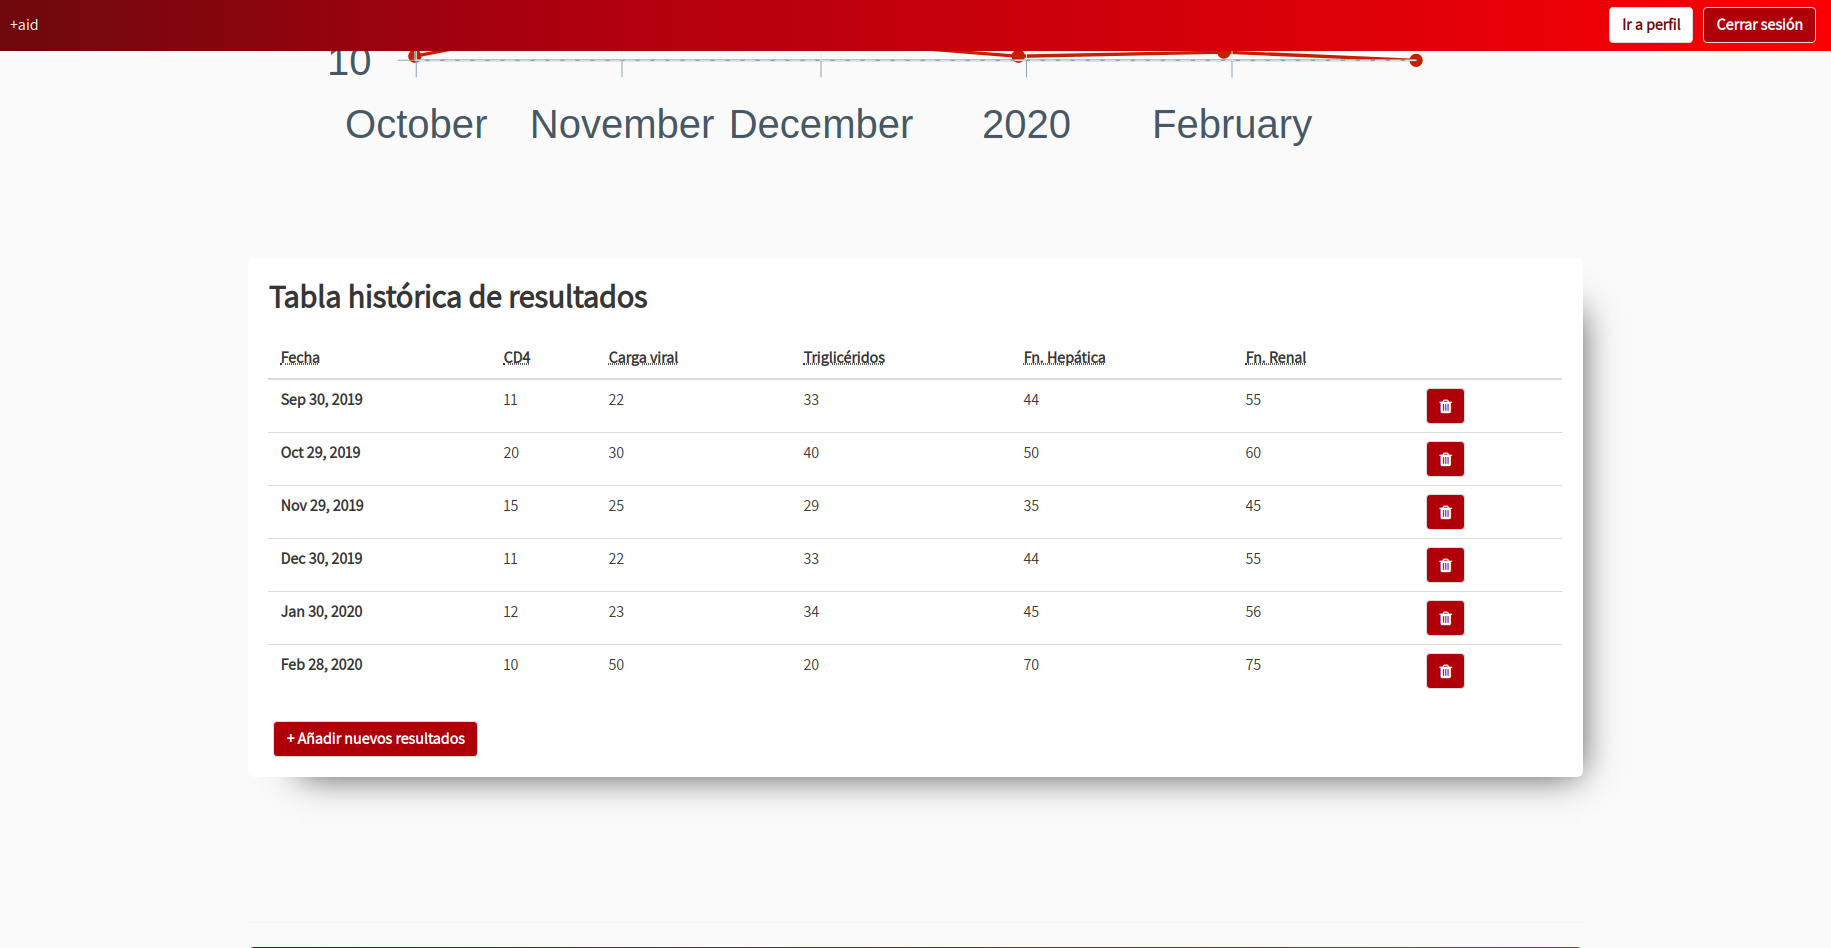 +aid Ir a perfil Cerrar sesión
10
October November December 2020 February
Tabla histórica de resultados
Fecha CD4 Carga viral Triglicéridos Fn. Hepática Fn. Renal
Sep 30, 2019 11 22 33 44 55
Oct 29, 2019 20 30 40 50 60
Nov 29, 2019 15 25 29 35 45
Dec 30, 2019 11 22 33 44 55
Jan 30, 2020 12 23 34 45 56
Feb 28, 2020 10 50 20 70 75
+ Añadir nuevos resultados